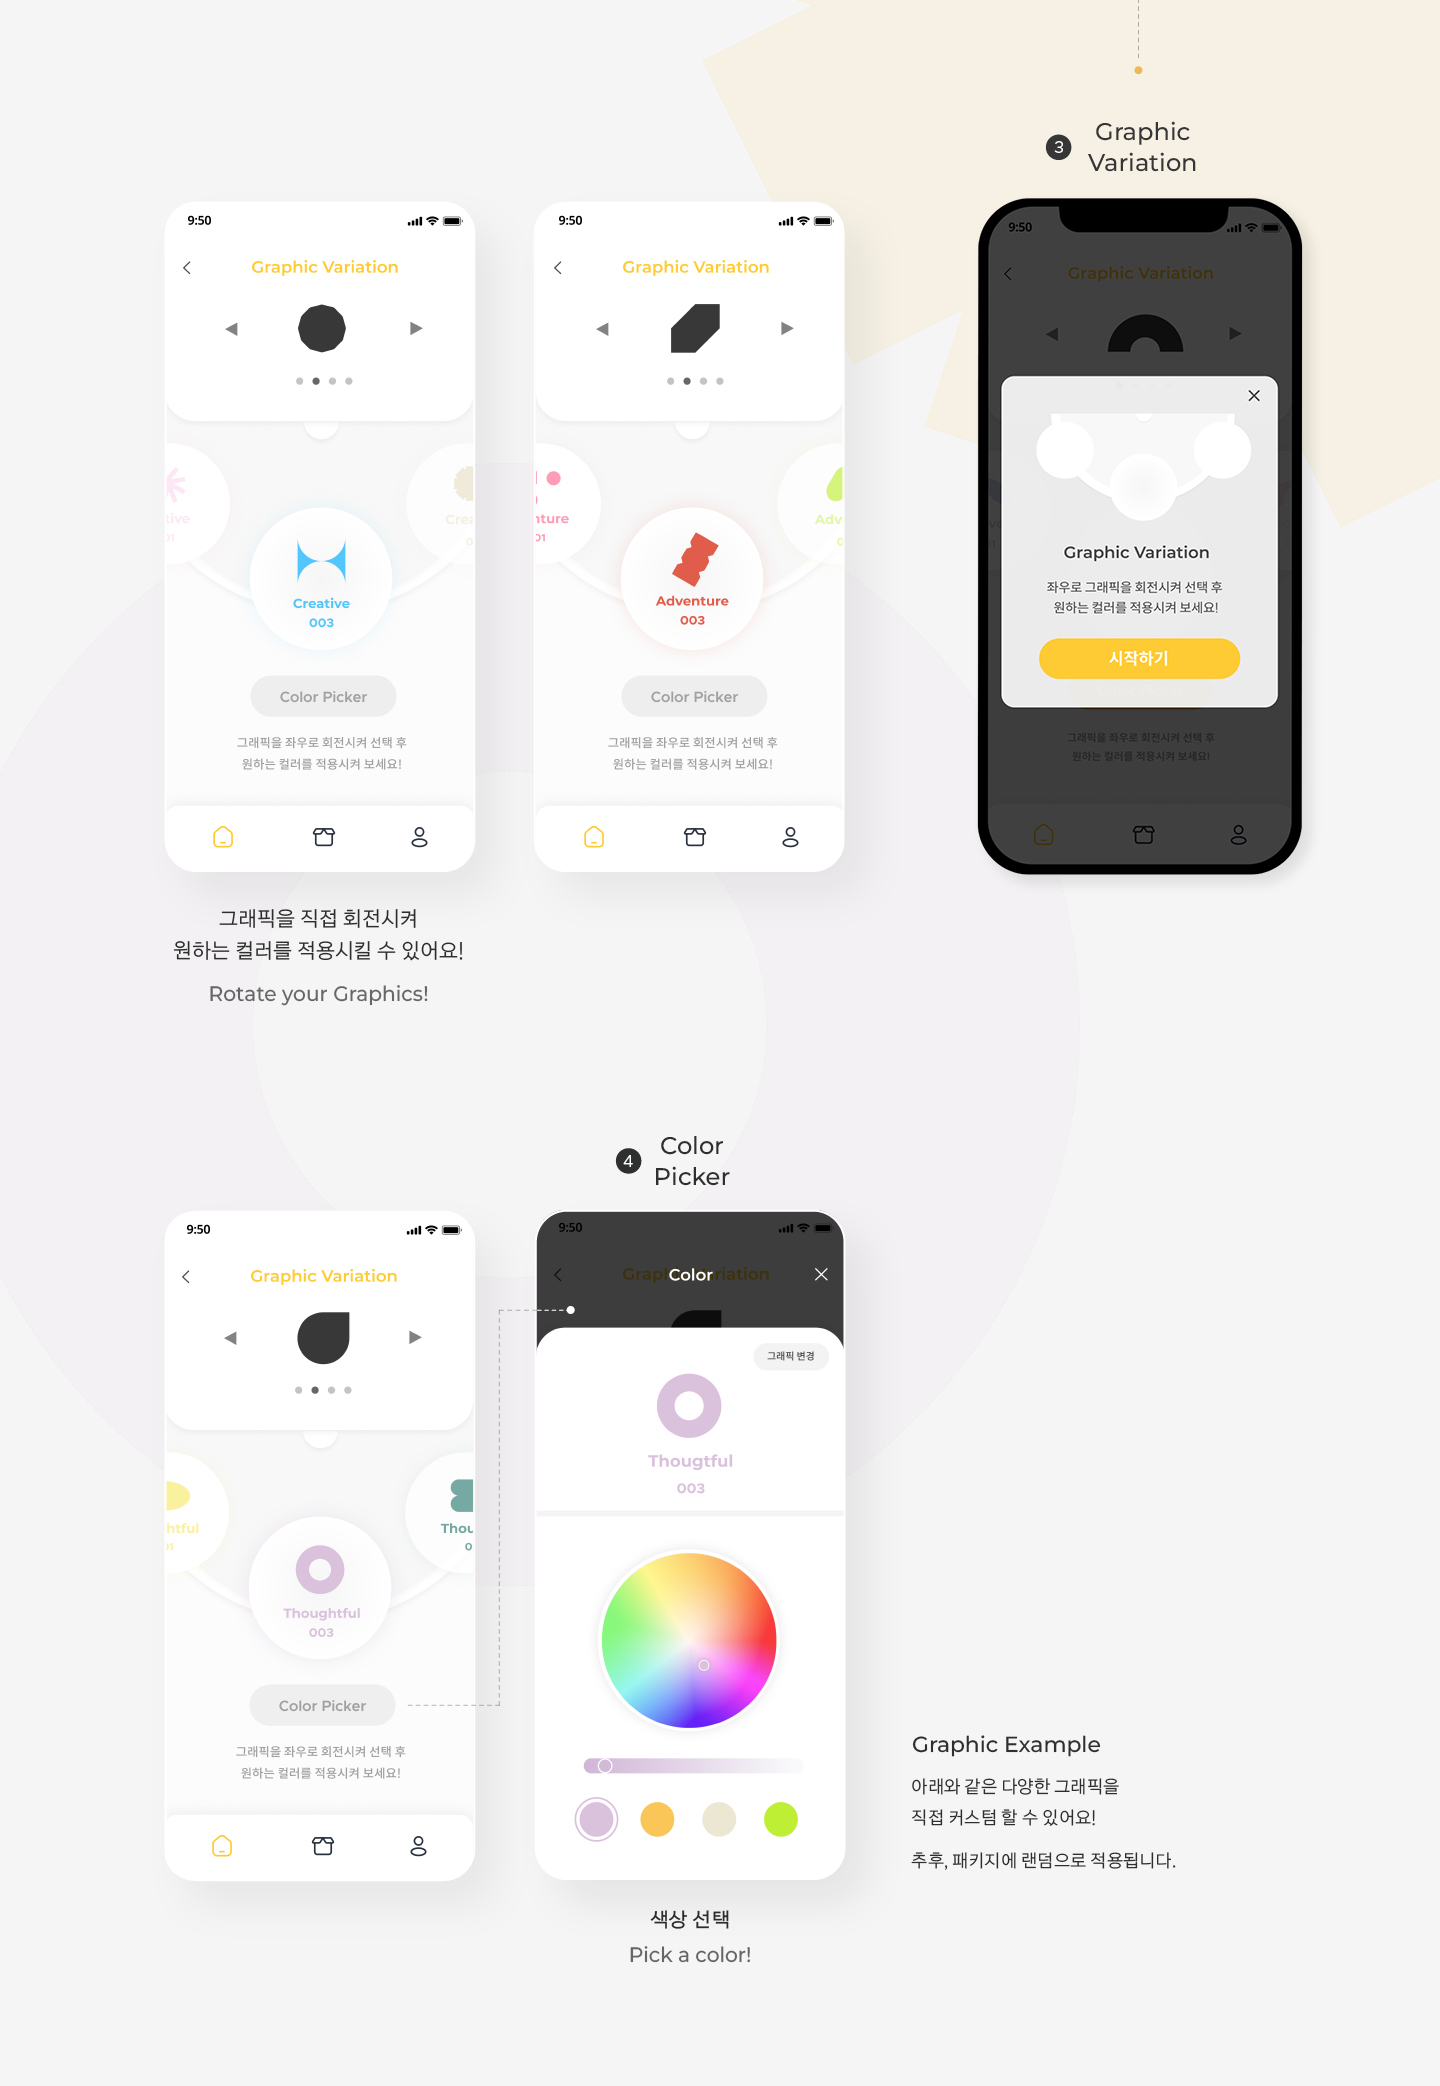 3
Graphic
Variation
9:50
Graphic Variation
Creative
003
Color Picker
그래픽을 좌우로 회전시켜 선택 후
원하는 컬러를 적용시켜 보세요!
9:50
Graphic Variation
Adventure
003
Color Picker
그래픽을 좌우로 회전시켜 선택 후
원하는 컬러를 적용시켜 보세요!
9:50
Graphic Variation
Graphic Variation
좌우로 그래픽을 회전시켜 선택 후
원하는 컬러를 적용시켜 보세요!
시작하기
그래픽을 좌우로 회전시켜 선택 후
원하는 컬러를 적용시켜 보세요!
그래픽을 직접 회전시켜
원하는 컬러를 적용시킬 수 있어요!
Rotate your Graphics!
4
Color
Picker
9:50
Graphic Variation
Thoughtful
003
Color Picker
그래픽을 좌우로 회전시켜 선택 후
원하는 컬러를 적용시켜 보세요!
9:50
Color
그래픽 변경
Thougtful
003
색상 선택
Pick a color!
Graphic Example
아래와 같은 다양한 그래픽을
직접 커스텀 할 수 있어요!
추후, 패키지에 랜덤으로 적용됩니다.